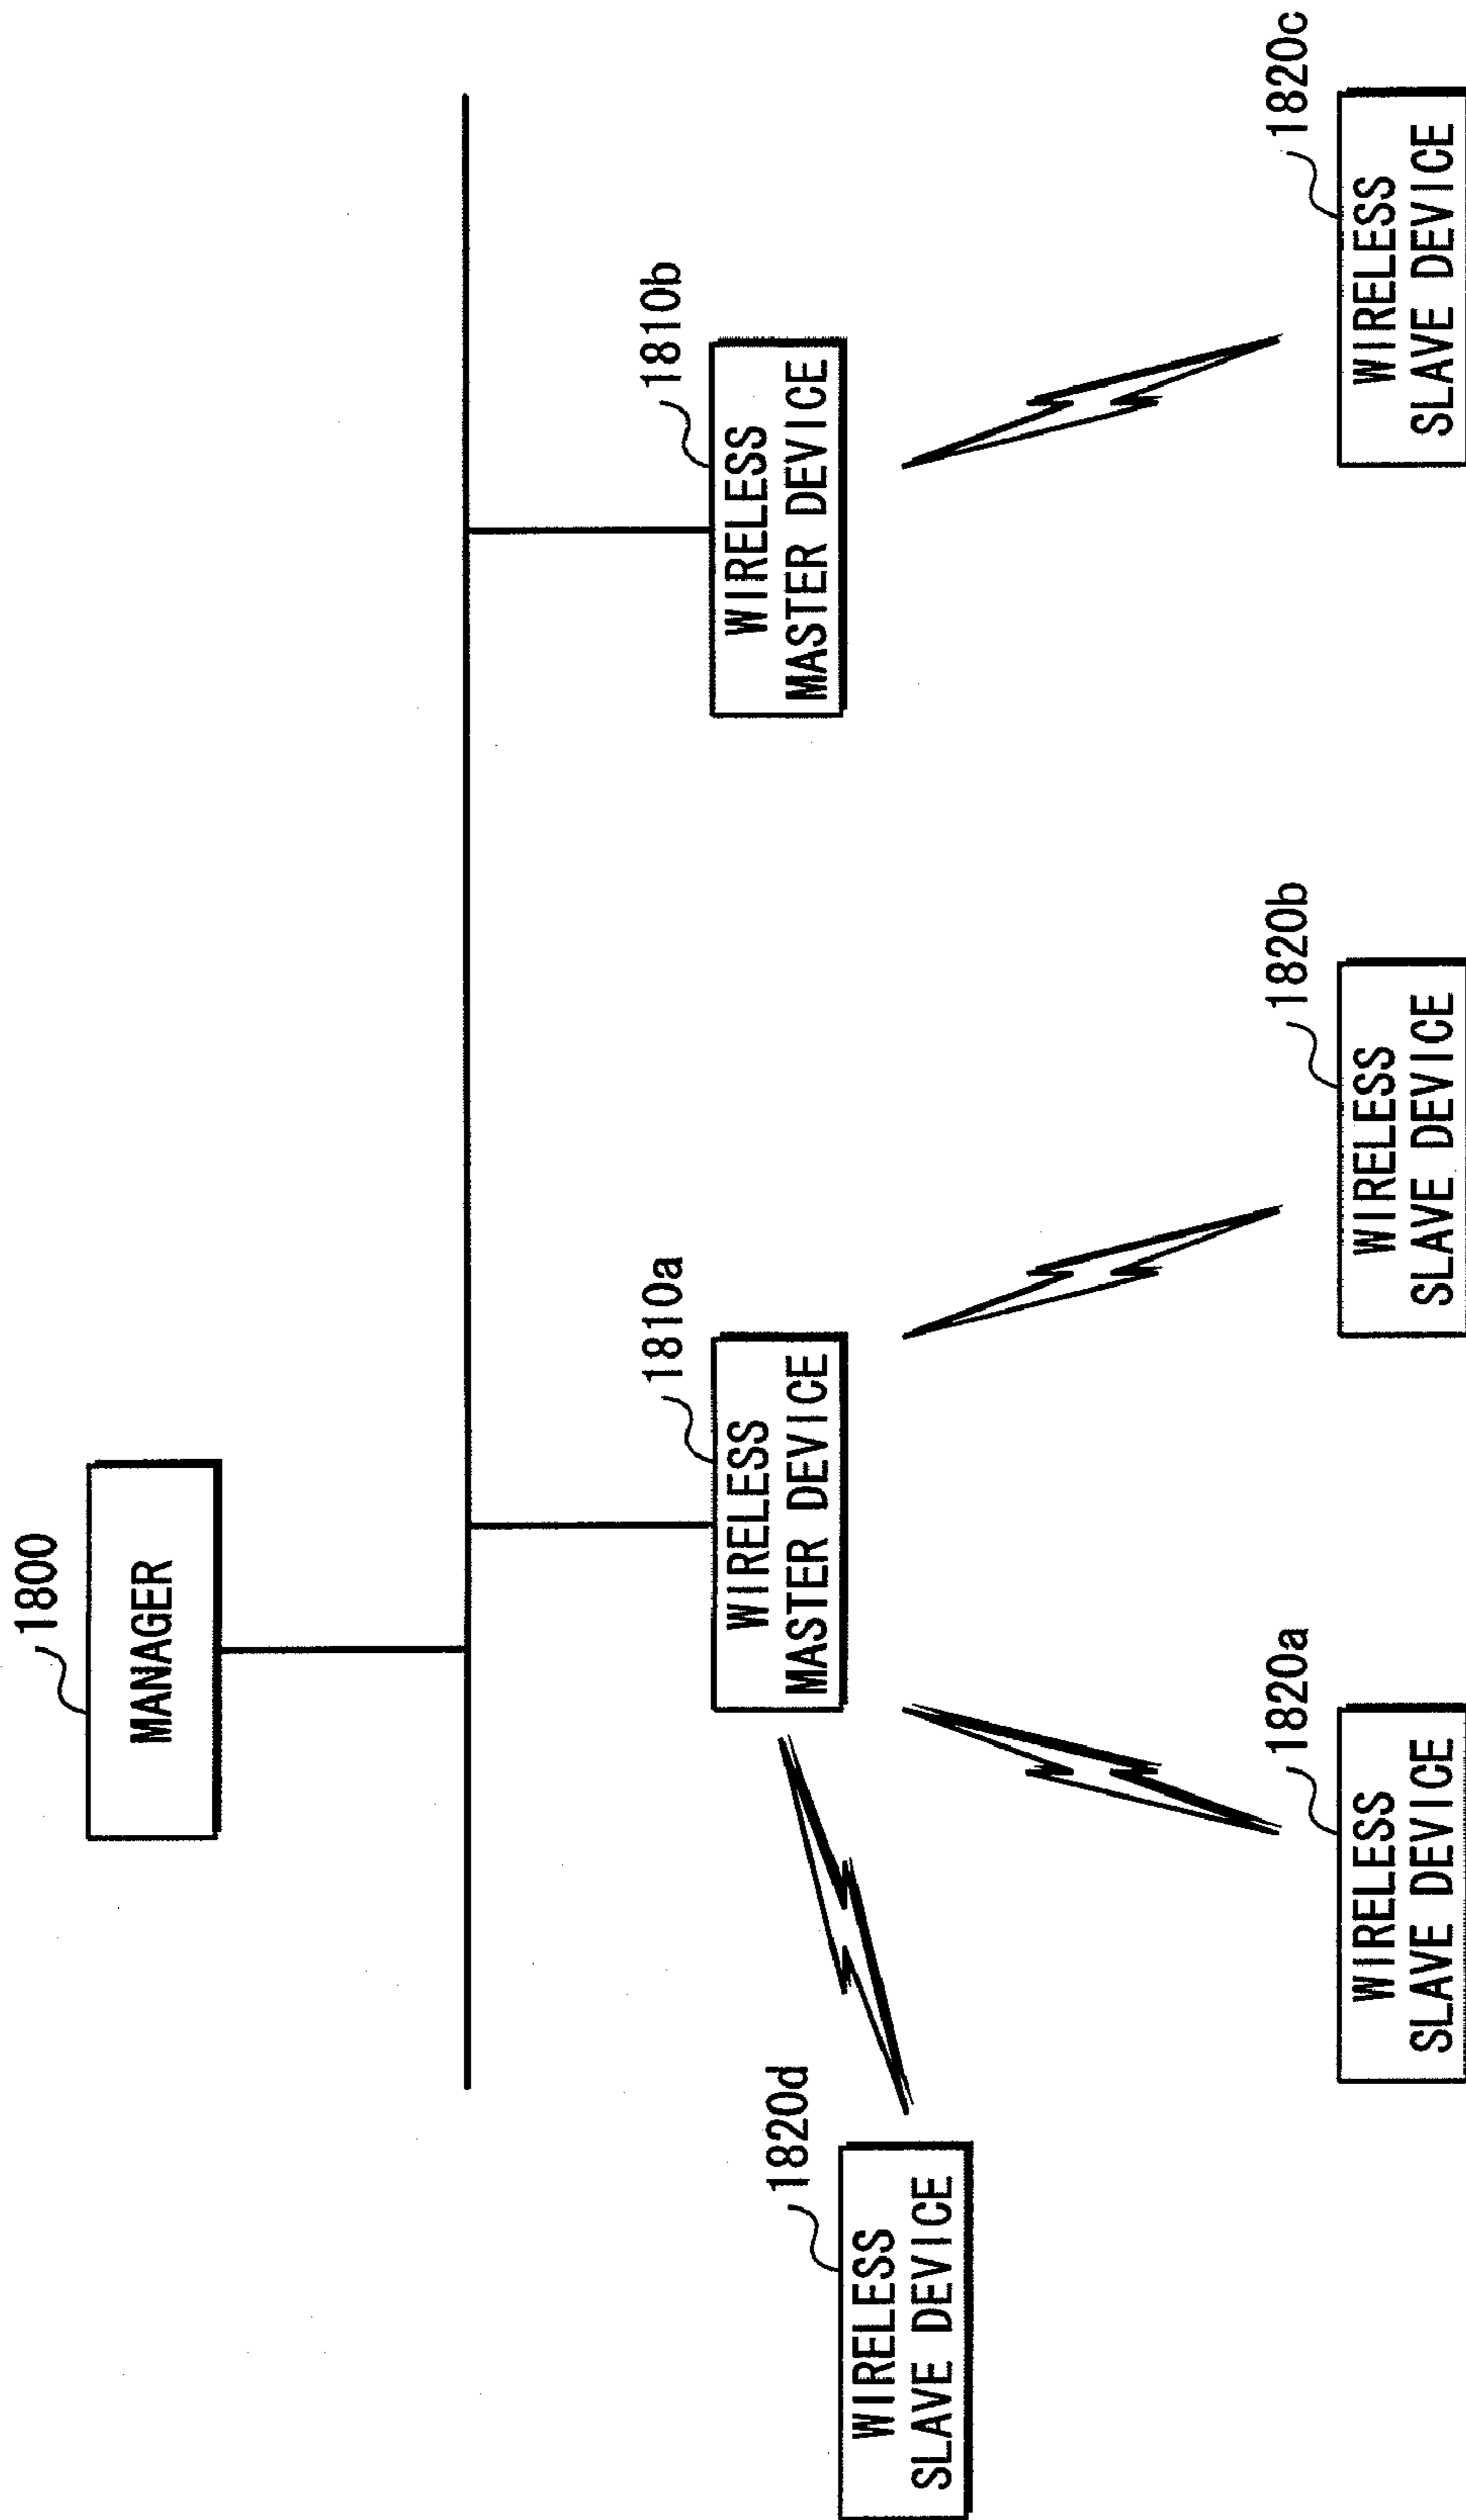 1800
MANAGER
1810a
WIRELESS
MASTER DEVICE
1810b
WIRELESS
MASTER DEVICE
1820d
WIRELESS
SLAVE DEVICE
1820a
WIRELESS
SLAVE DEVICE
1820b
WIRELESS
SLAVE DEVICE
1820c
WIRELESS
SLAVE DEVICE